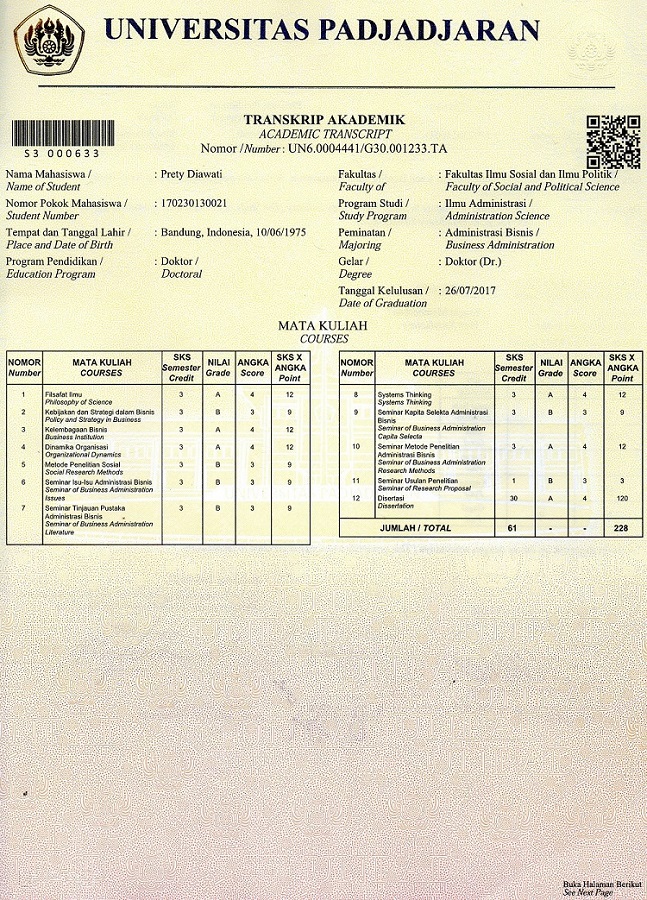 UNIVERSITAS PADJADJARAN
TRANSKRIP AKADEMIK
ACADEMIC TRANSCRIPT
Nomor /Number : UN6.0004441/G30.001233.TA
S3 000633
Nama Mahasiswa / : Prety Diawati
Name of Student
Nomor Pokok Mahasiswa / : 170230130021
Student Number
Tempat dan Tanggal Lahir / : Bandung, Indonesia, 10/06/1975
Place and Date of Birth
Program Pendidikan / : Doktor /
Education Program Doctoral
Fakultas / : Fakultas Ilmu Sosial dan Ilmu Politik /
Faculty of Faculty of Social and Political Science
Program Studi / : Ilmu Administrasi /
Study Program Administration Science
Peminatan / : Administrasi Bisnis /
Majoring Business Administration
Gelar / : Doktor (Dr.)
Degree
Tanggal Kelulusan / : 26/07/2017
Date of Graduation
MATA KULIAH
COURSES
NOMOR MATA KULIAH SKS NILAI ANGKA SKS X
Number COURSES Semester Grade Score ANGKA
Credit Point
1 Filsafat Ilmu 3 A 4 12
Philosophy of Science
2 Kebijakan dan Strategi dalam Bisnis 3 B 3 9
Policy and Strategy in Business
3 Kelembagaan Bisnis 3 A 4 12
Business Institution
4 Dinamika Organisasi 3 A 4 12
Organizational Dynamics
5 Metode Penelitian Sosial 3 B 3 9
Social Research Methods
6 Seminar Isu-Isu Administrasi Bisnis 3 B 3 9
Seminar of Business Administration
Issues
7 Seminar Tinjauan Pustaka 3 B 3 9
Administrasi Bisnis
Seminar of Business Administration
Literature
NOMOR MATA KULIAH SKS NILAI ANGKA SKS X
Number COURSES Semester Grade Score ANGKA
Credit Point
8 Systems Thinking 3 A 4 12
Systems Thinking
9 Seminar Kapita Selekta Administrasi 3 B 3 9
Bisnis
Seminar of Business Administration
Capita Selecta
10 Seminar Metode Penelitian 3 A 4 12
Administrasi Bisnis
Seminar of Business Administration
Research Methods
11 Seminar Usulan Penelitian 1 B 3 3
Seminar of Research Proposal
12 Disertasi 30 A 4 120
Dissertation
JUMLAH / TOTAL 61 - - 228
Buka Halaman Berikut
See Next Page